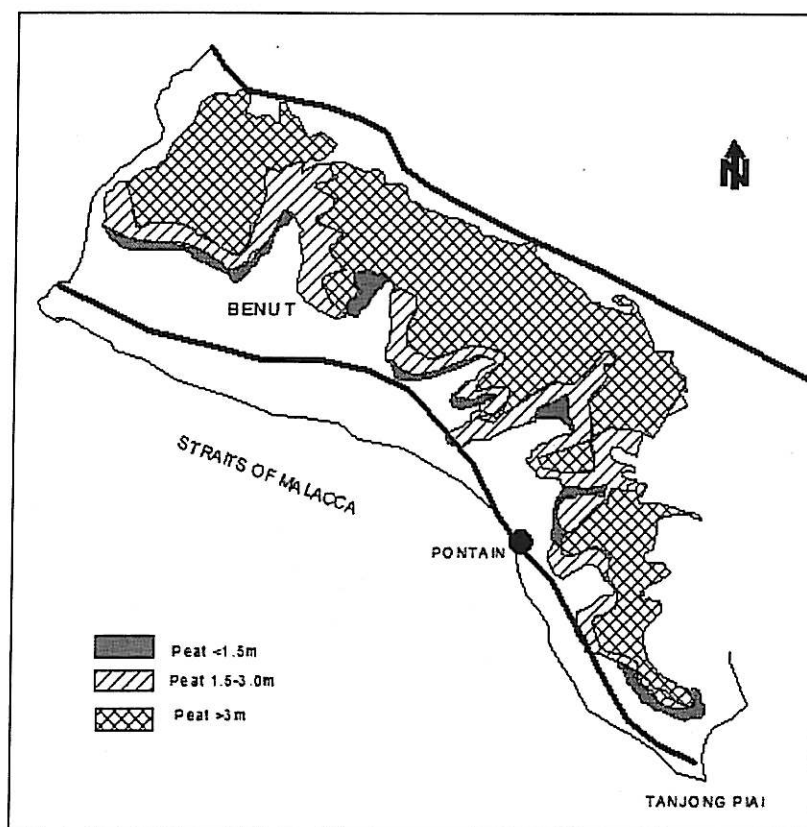 N
BENUT
STRAITS OF MALACCA
PONTAIN
Peat <1.5m
Peat 1.5-3.0m
Peat >3m
TANJONG PIAI